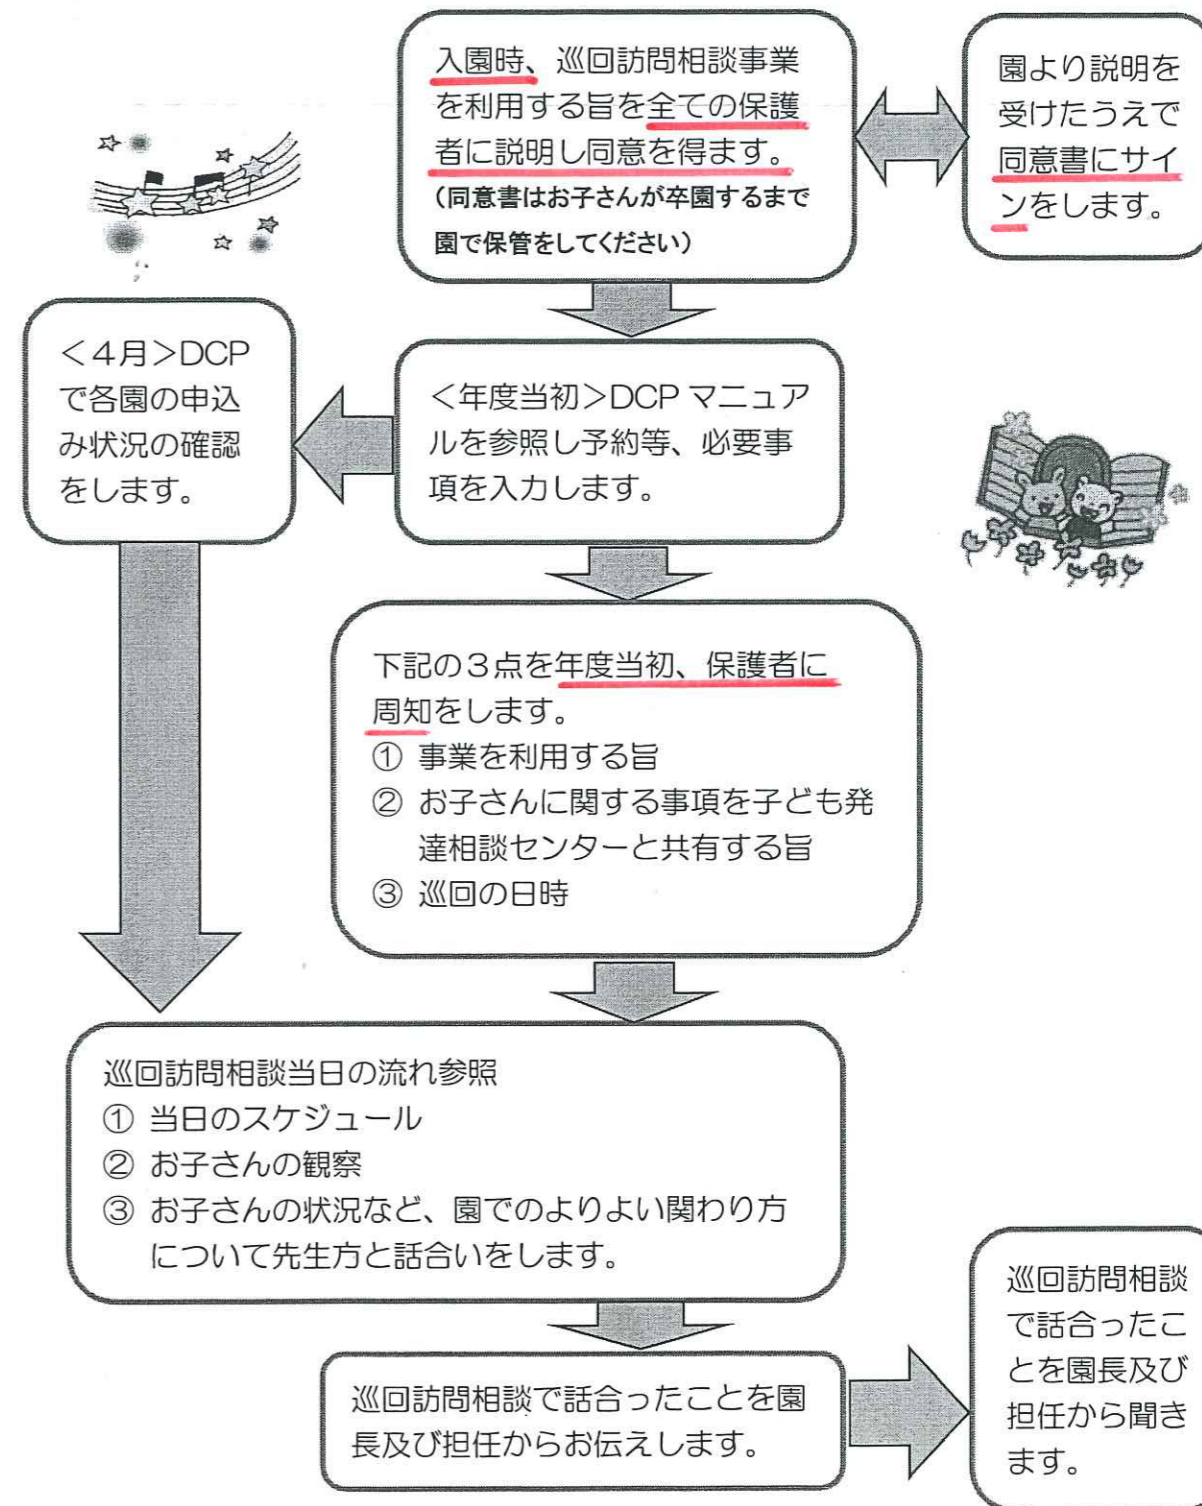 入園時、巡回訪問相談事業
を利用する旨を全ての保護
者に説明し同意を得ます。
（同意書はお子さんが卒園するまで
園で保管をしてください）
園より説明を
受けたうえで
同意書にサイ
ンをします。
＜４月＞DCP
で各園の申込
み状況の確認
をします。
＜年度当初＞DCP マニュア
ルを参照し予約等、必要事
項を入力します。
下記の３点を年度当初、保護者に
周知をします。
① 事業を利用する旨
② お子さんに関する事項を子ども発
達相談センターと共有する旨
③ 巡回の日時
巡回訪問相談当日の流れ参照
① 当日のスケジュール
② お子さんの観察
③ お子さんの状況など、園でのよりよい関わり方
について先生方と話合いをします。
巡回訪問相談で話合ったことを園
長及び担任からお伝えします。
巡回訪問相談
で話合ったこ
とを園長及び
担任から聞き
ます。